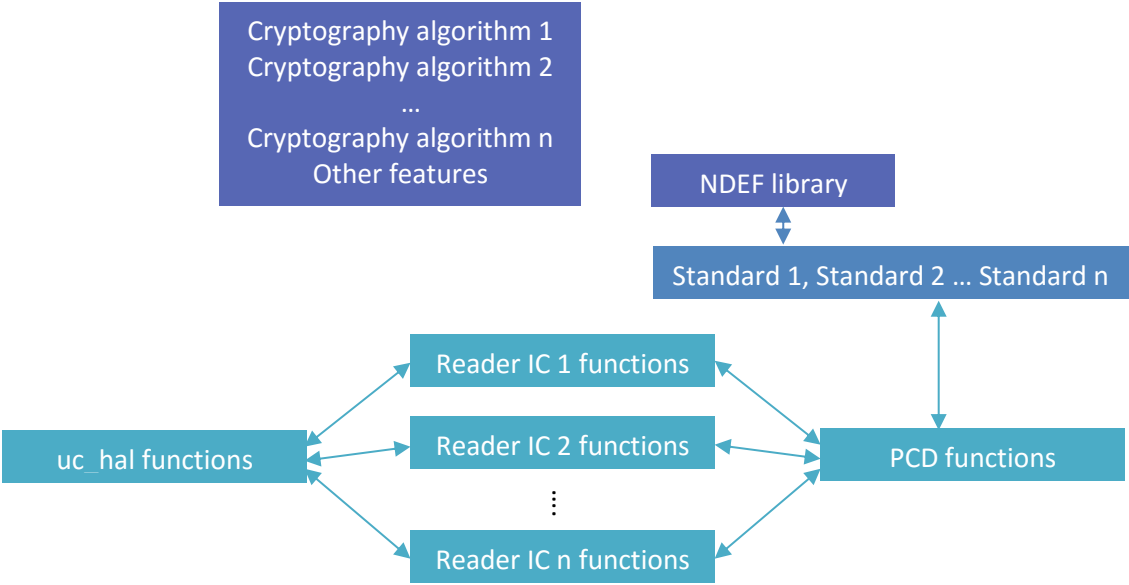 Cryptography algorithm 1
Cryptography algorithm 2
…
Cryptography algorithm n
Other features
NDEF library
Standard 1, Standard 2 … Standard n
Reader IC 1 functions
uc_hal functions
Reader IC 2 functions
PCD functions
Reader IC n functions